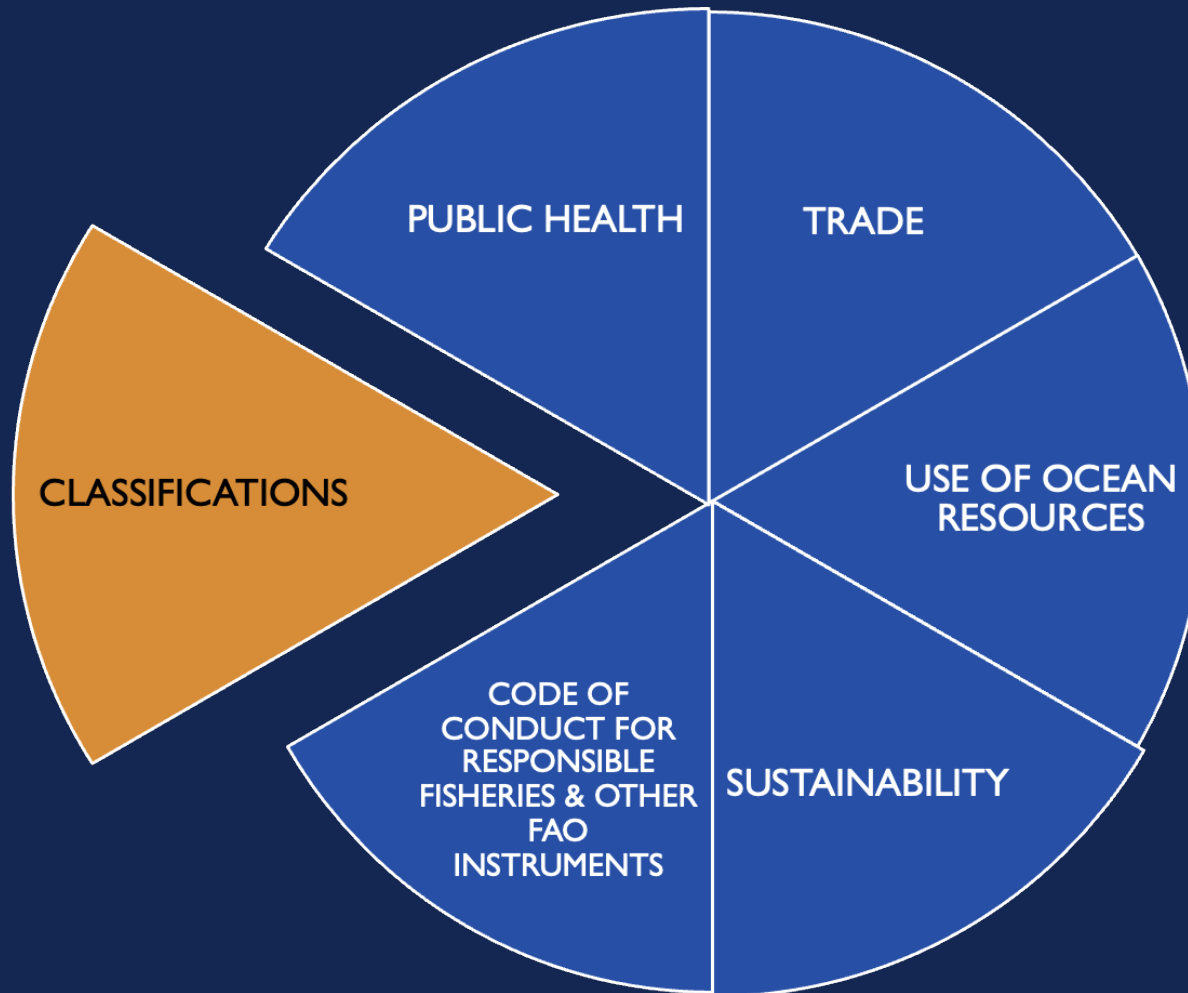 PUBLIC HEALTH
TRADE
CLASSIFICATIONS
USE OF OCEAN
RESOURCES
CODE OF
CONDUCT FOR
RESPONSIBLE
FISHERIES & OTHER
FAO
INSTRUMENTS
SUSTAINABILITY